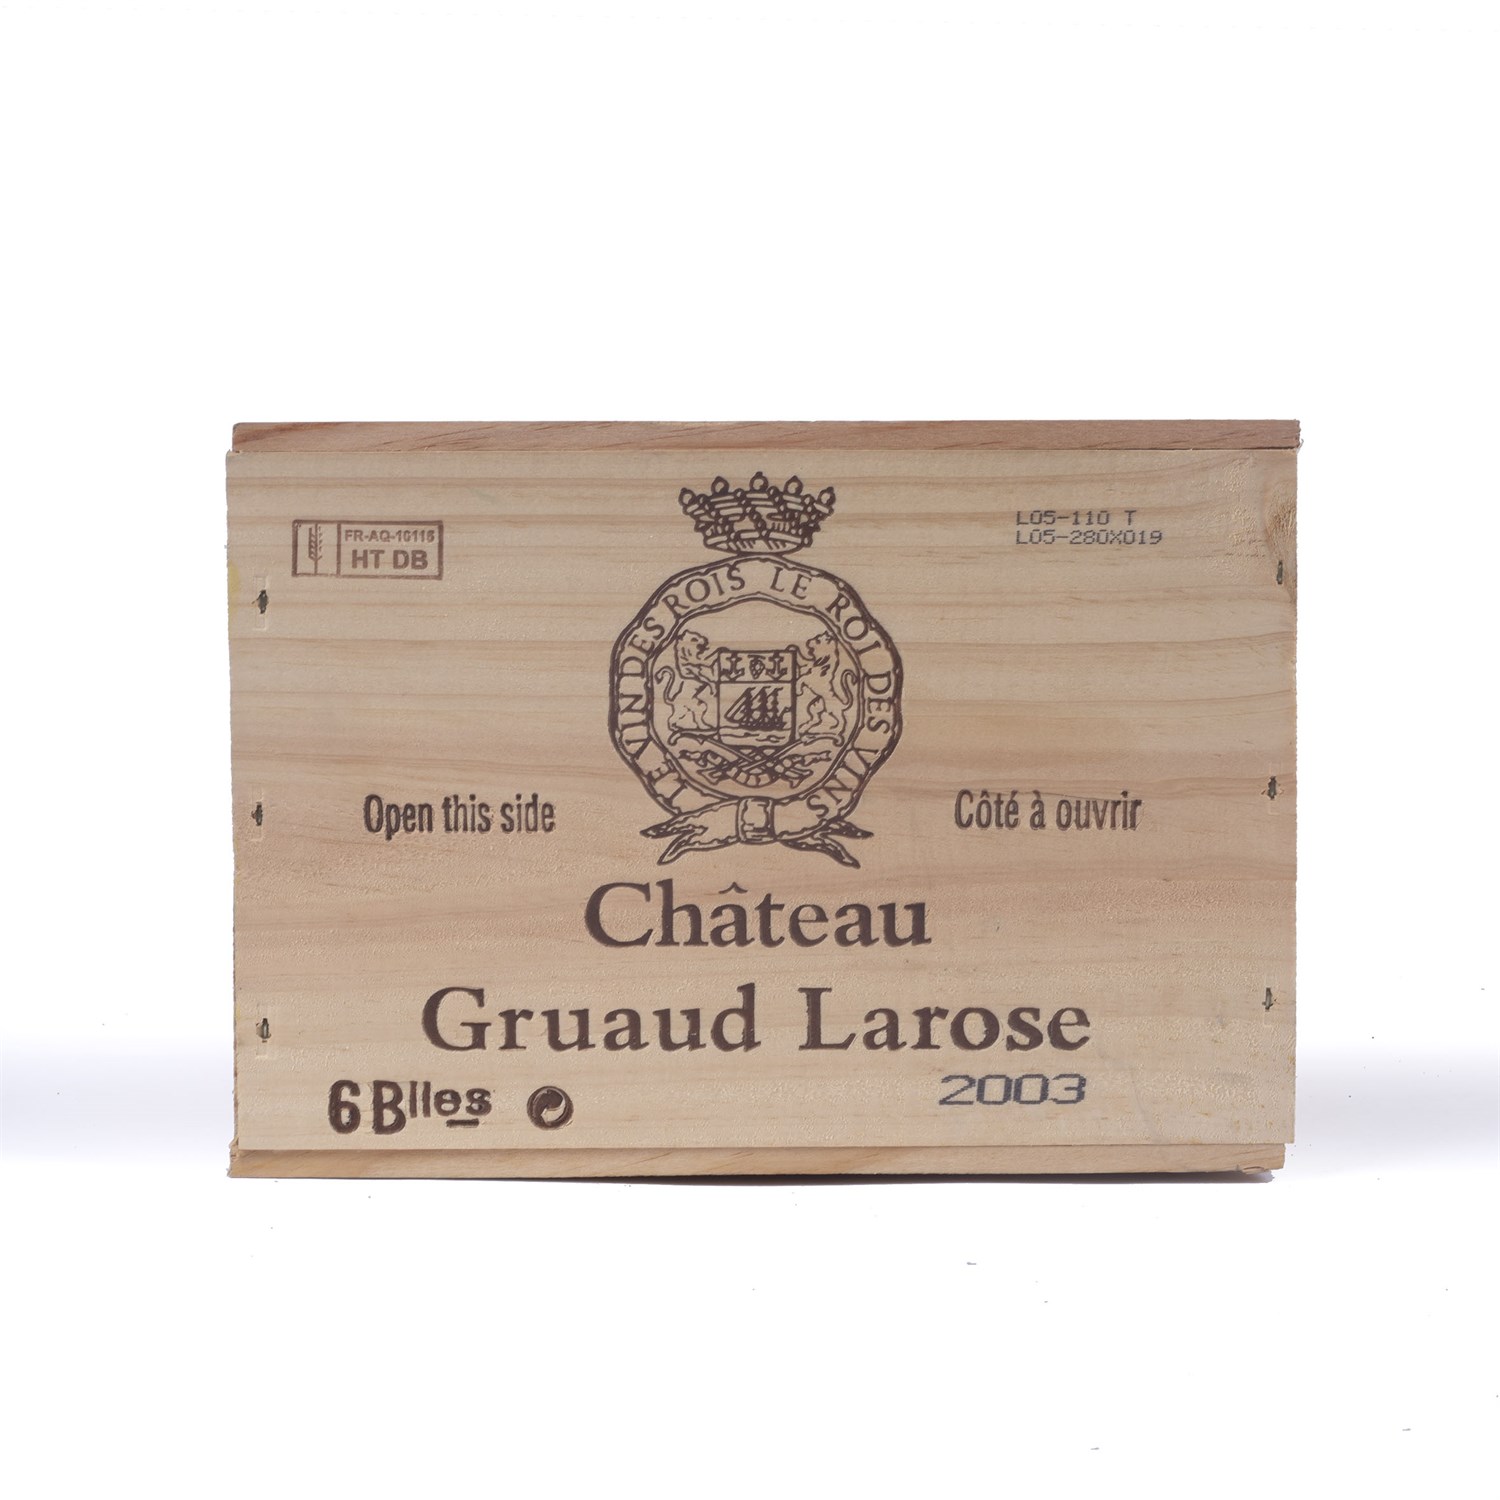 FR-AQ-10115
HT DB
L05-110 T
L05-280X019
LE VIN DES ROIS LE ROI DES VINS
Open this side
Côté à ouvrir
Château
Gruaud Larose
6 Blles
2003